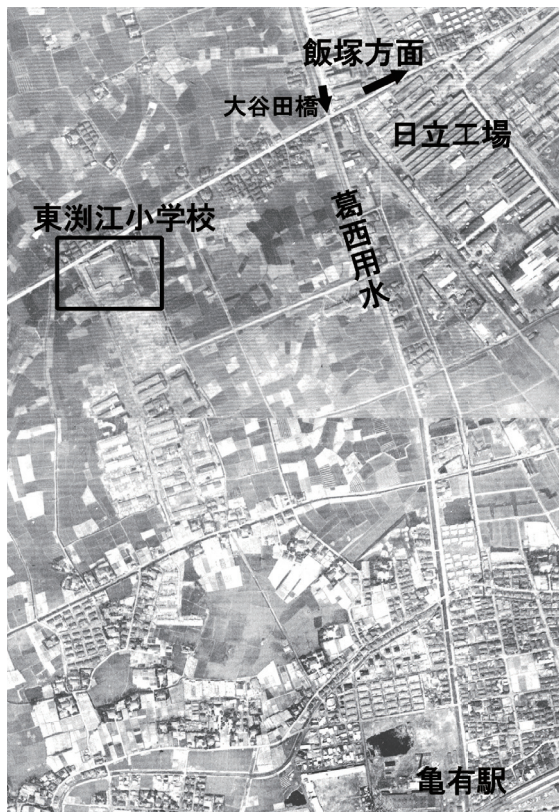 飯塚方面
大谷田橋
日立工場
東渕江小学校
葛西用水
亀有駅